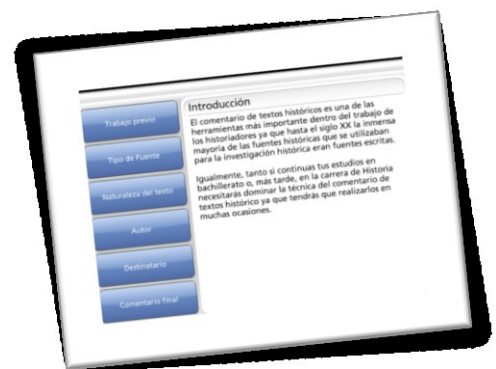 Trabajo previo
Tipo de Fuente
Naturaleza del texto
Autor
Destinatario
Comentario final
Introducción
El comentario de textos históricos es una de las
herramientas más importante dentro del trabajo de
los historiadores ya que hasta el siglo XX la inmensa
mayoría de las fuentes históricas que se utilizaban
para la investigación histórica eran fuentes escritas.
Igualmente, tanto si continuas tus estudios en
bachillerato o, más tarde, en la carrera de Historia
necesitarás dominar la técnica del comentario de
textos histórico ya que tendrás que realizarlos en
muchas ocasiones.